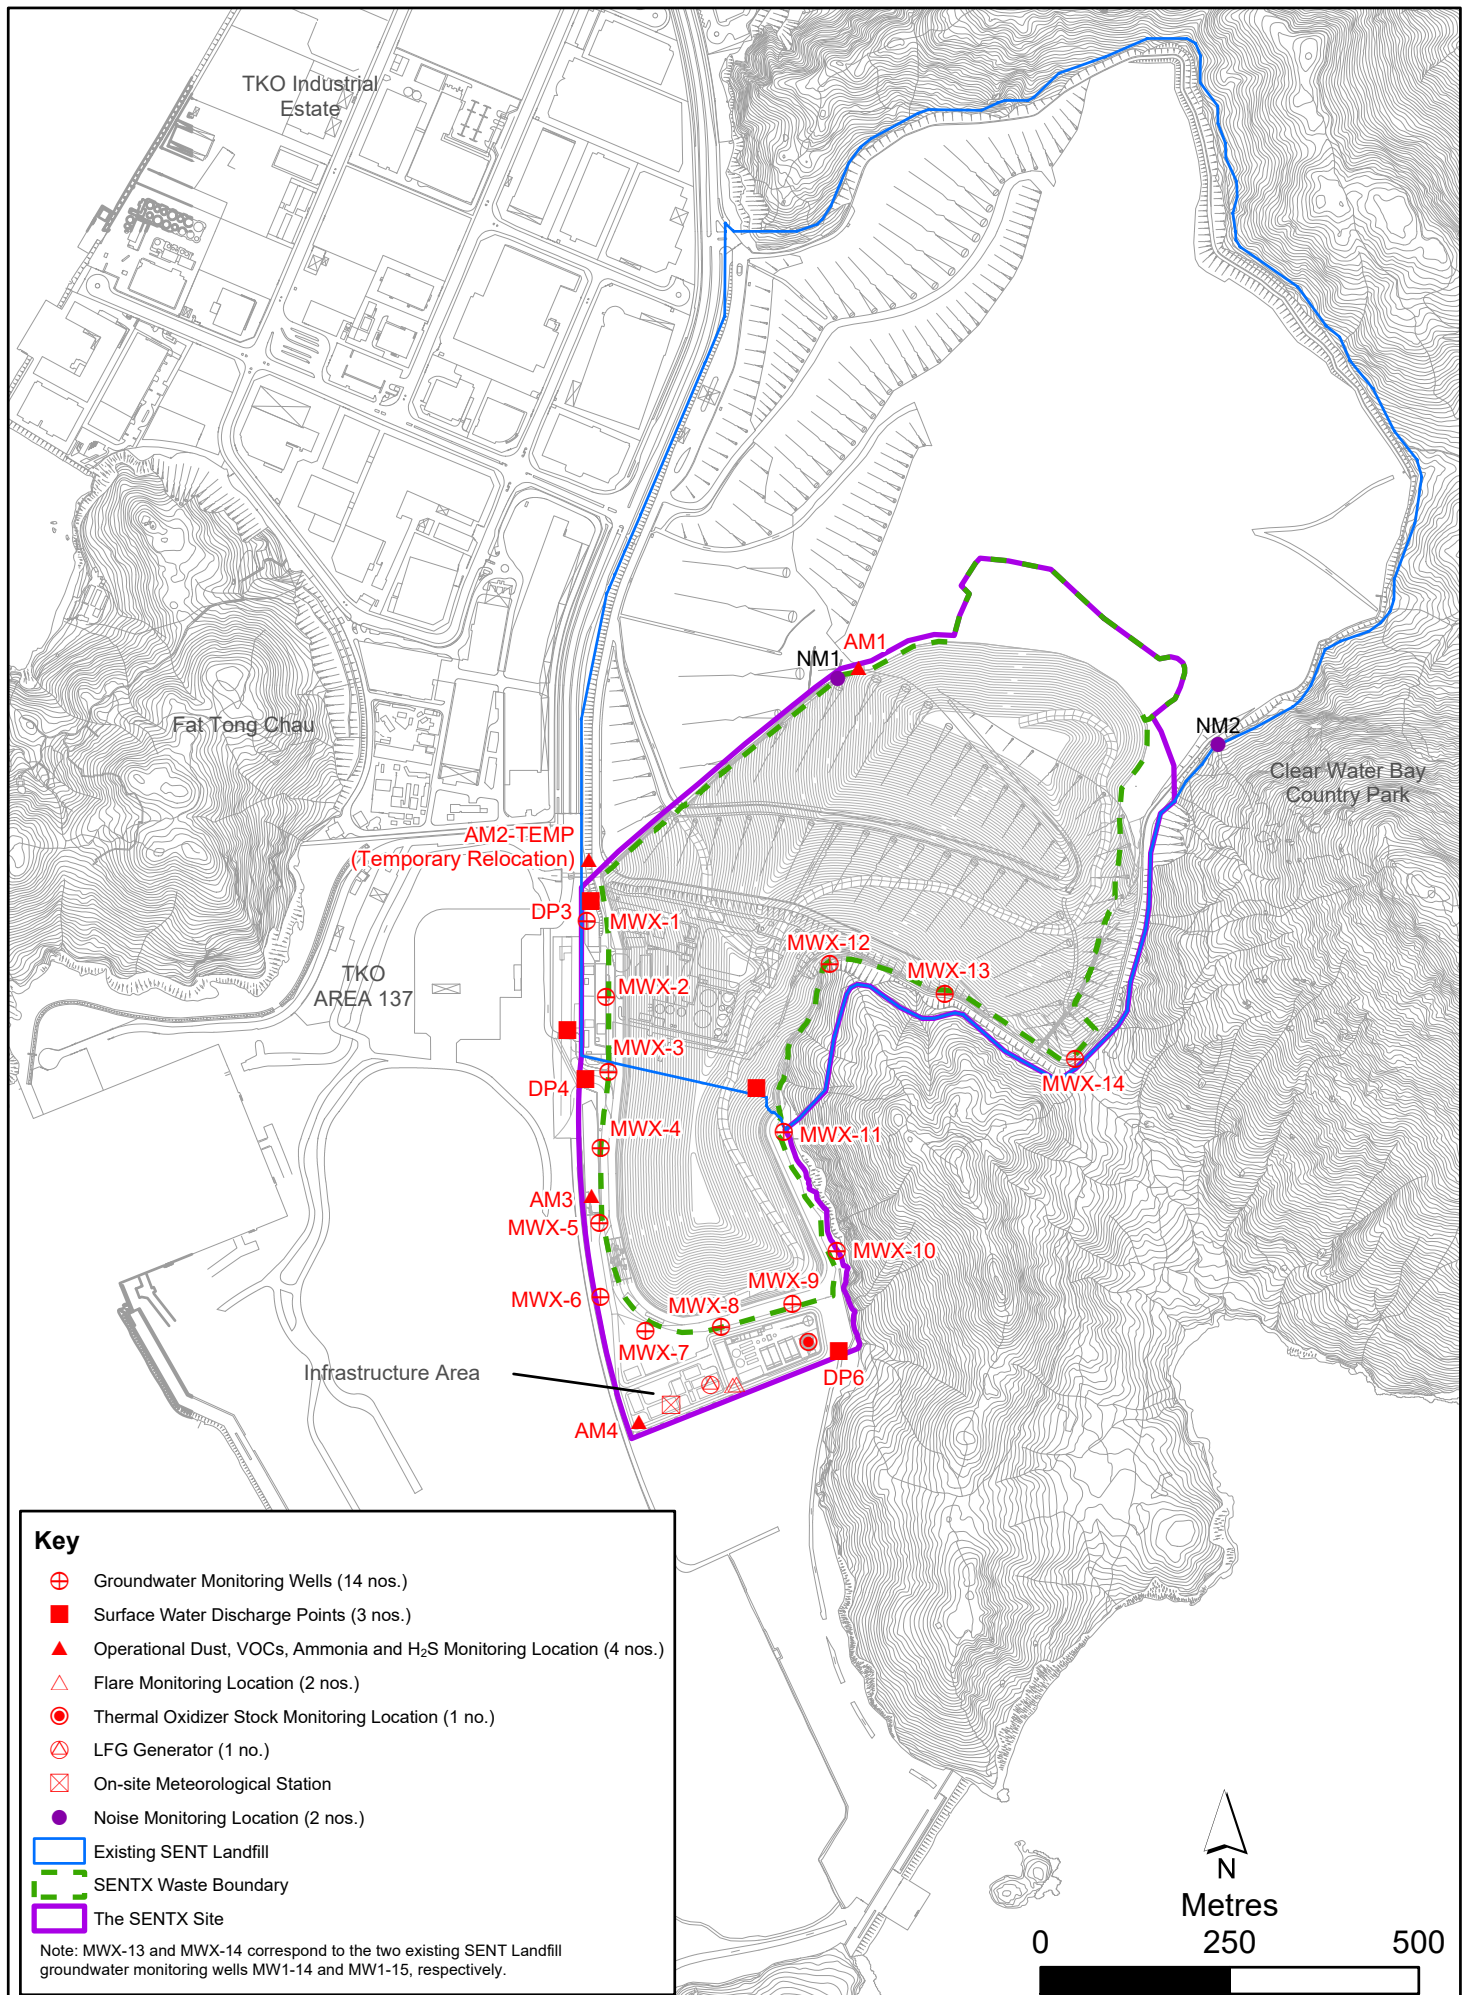 TKO Industrial
Estate
AM1
NM1
Fat Tong Chau
NM2
Clear Water Bay
Country Park
AM2-TEMP
(Temporary Relocation)
DP3
MWX-1
MWX-12
MWX-13
TKO
AREA 137
MWX-2
MWX-3
DP4
MWX-14
MWX-4
MWX-11
AM3
MWX-5
MWX-10
MWX-9
MWX-6
MWX-8
MWX-7
Infrastructure Area
DP6
AM4
Key
Groundwater Monitoring Wells (14 nos.)
Surface Water Discharge Points (3 nos.)
Operational Dust, VOCs, Ammonia and H₂S Monitoring Location (4 nos.)
Flare Monitoring Location (2 nos.)
Thermal Oxidizer Stock Monitoring Location (1 no.)
LFG Generator (1 no.)
On-site Meteorological Station
Noise Monitoring Location (2 nos.)
Existing SENT Landfill
SENTX Waste Boundary
The SENTX Site
Note: MWX-13 and MWX-14 correspond to the two existing SENT Landfill
groundwater monitoring wells MW1-14 and MW1-15, respectively.
N
Metres
0 250 500